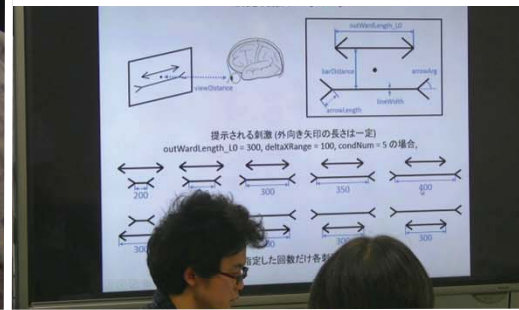 outWardLength_L0
barDistance
arrowArg
viewDistance
arrowLength
lineWidth
提示される刺激 (外向き矢印の長さは一定)
outWardLength_L0 = 300, deltaXRange = 100, condNum = 5 の場合,
200
300
350
400
300
300
300
指定した回数だけ各刺